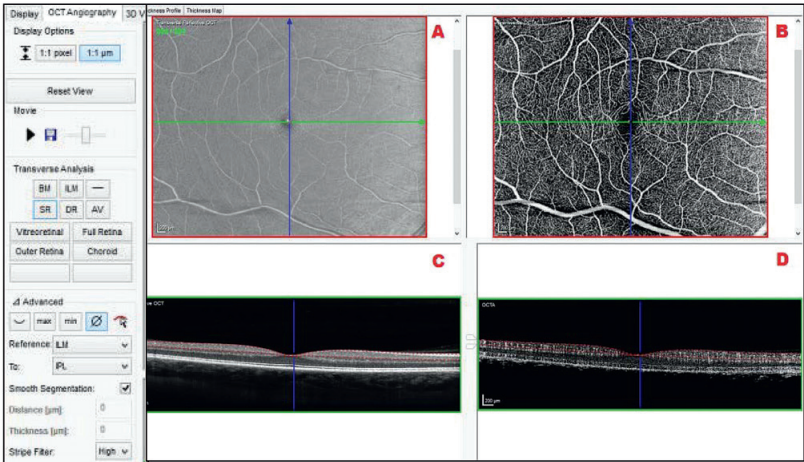 Display OCT Angiography 3D V
ckness Profile Thickness Map
Display Options
1:1 pixel 1:1 µm
Reset View
Movie
Transverse Analysis
BM ILM
SR DR AV
Vitreoretinal Full Retina
Outer Retina Choroid
Advanced
max min
Reference: ILM
To: IPL
Smooth Segmentation:
Distance [µm]: 0
Thickness [µm]: 0
Stripe Filter: High
A
B
C
OCT
D
OCTA
200 µm